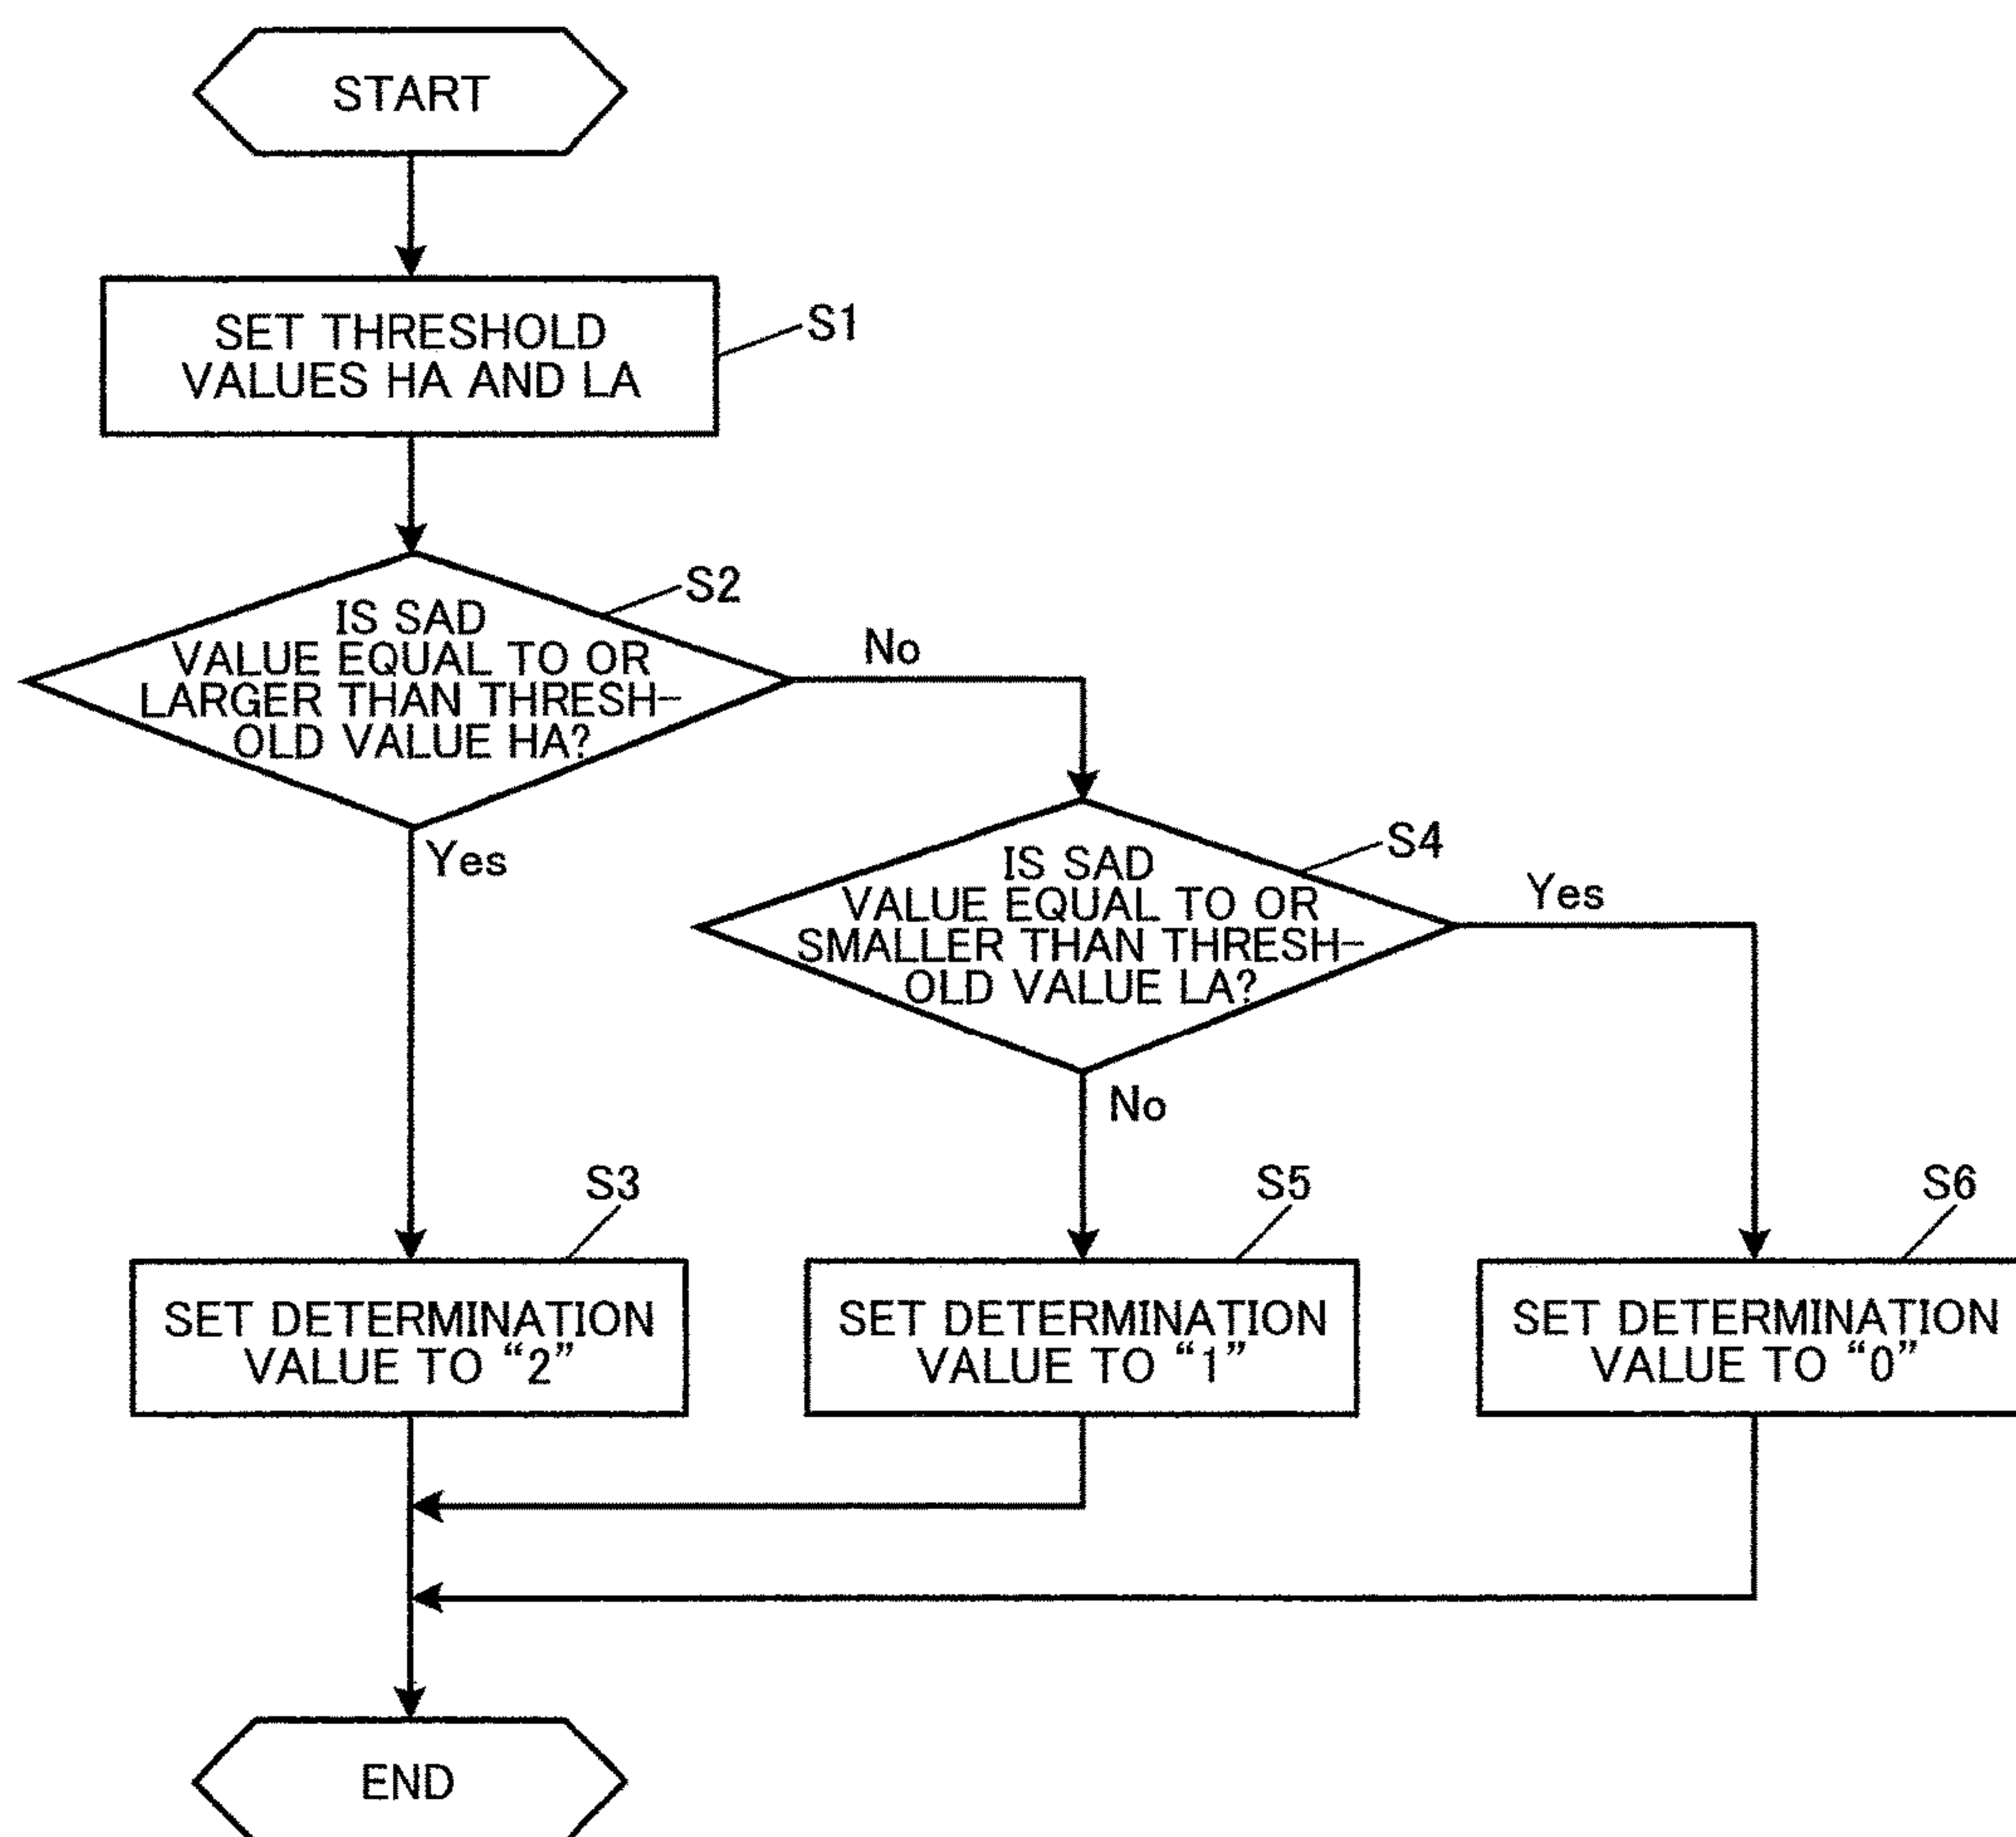 START
SET THRESHOLD
VALUES HA AND LA
S1
IS SAD
VALUE EQUAL TO OR
LARGER THAN THRESH-
OLD VALUE HA?
S2
No
Yes
IS SAD
VALUE EQUAL TO OR
SMALLER THAN THRESH-
OLD VALUE LA?
S4
Yes
No
S3
SET DETERMINATION
VALUE TO “2”
S5
SET DETERMINATION
VALUE TO “1”
S6
SET DETERMINATION
VALUE TO “0”
END